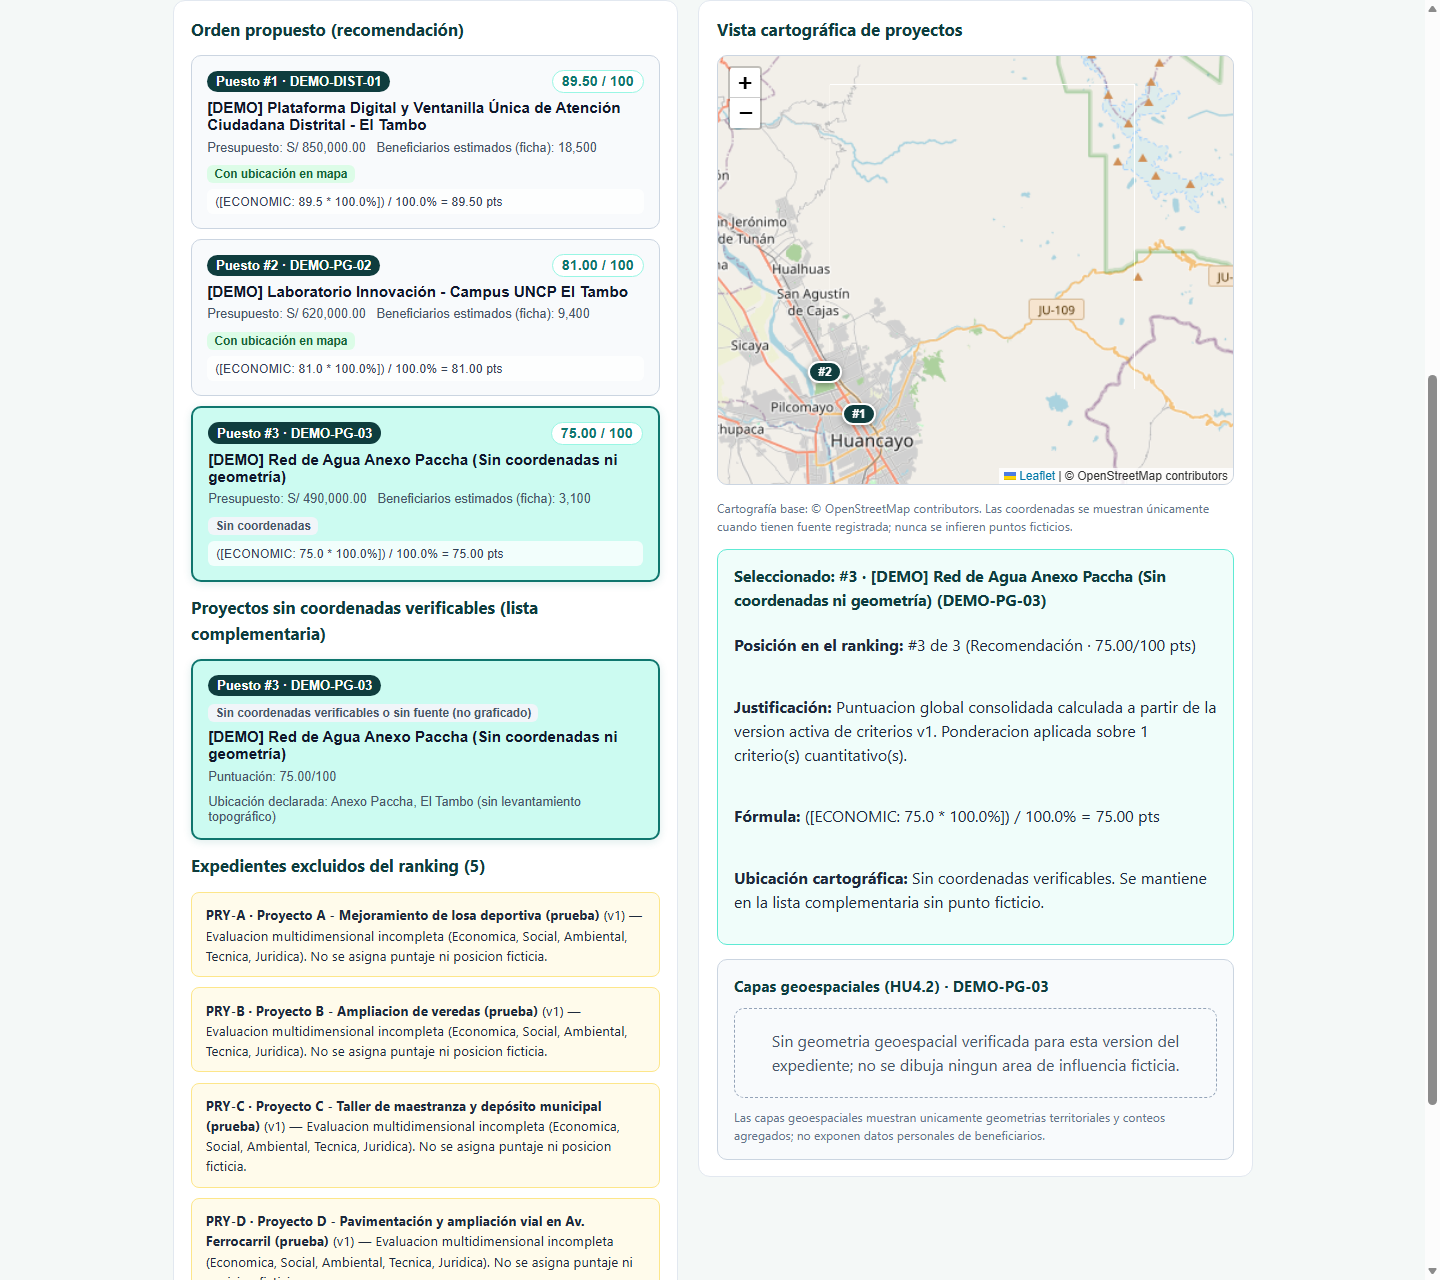 Orden propuesto (recomendación)
Puesto #1 · DEMO-DIST-01
89.50 / 100
[DEMO] Plataforma Digital y Ventanilla Única de Atención
Ciudadana Distrital - El Tambo
Presupuesto: S/ 850,000.00 Beneficiarios estimados (ficha): 18,500
Con ubicación en mapa
([ECONOMIC: 89.5 * 100.0%]) / 100.0% = 89.50 pts
Puesto #2 · DEMO-PG-02
81.00 / 100
[DEMO] Laboratorio Innovación - Campus UNCP El Tambo
Presupuesto: S/ 620,000.00 Beneficiarios estimados (ficha): 9,400
Con ubicación en mapa
([ECONOMIC: 81.0 * 100.0%]) / 100.0% = 81.00 pts
Puesto #3 · DEMO-PG-03
75.00 / 100
[DEMO] Red de Agua Anexo Paccha (Sin coordenadas ni
geometría)
Presupuesto: S/ 490,000.00 Beneficiarios estimados (ficha): 3,100
Sin coordenadas
([ECONOMIC: 75.0 * 100.0%]) / 100.0% = 75.00 pts
Proyectos sin coordenadas verificables (lista
complementaria)
Puesto #3 · DEMO-PG-03
Sin coordenadas verificables o sin fuente (no graficado)
[DEMO] Red de Agua Anexo Paccha (Sin coordenadas ni
geometría)
Puntuación: 75.00/100
Ubicación declarada: Anexo Paccha, El Tambo (sin levantamiento
topográfico)
Expedientes excluidos del ranking (5)
PRY-A · Proyecto A - Mejoramiento de losa deportiva (prueba) (v1) —
Evaluacion multidimensional incompleta (Economica, Social, Ambiental,
Tecnica, Juridica). No se asigna puntaje ni posicion ficticia.
PRY-B · Proyecto B - Ampliacion de veredas (prueba) (v1) —
Evaluacion multidimensional incompleta (Economica, Social, Ambiental,
Tecnica, Juridica). No se asigna puntaje ni posicion ficticia.
PRY-C · Proyecto C - Taller de maestranza y depósito municipal
(prueba) (v1) — Evaluacion multidimensional incompleta (Economica,
Social, Ambiental, Tecnica, Juridica). No se asigna puntaje ni posicion
ficticia.
PRY-D · Proyecto D - Pavimentación y ampliación vial en Av.
Ferrocarril (prueba) (v1) — Evaluacion multidimensional incompleta
(Economica, Social, Ambiental, Tecnica, Juridica). No se asigna puntaje ni
Vista cartográfica de proyectos
+
−
ón
n Jerónimo
de Tunán
na
Hualhuas
San Agustín
de Cajas
JU-
JU-109
Sicaya
#2
Pilcomayo
#1
hupaca
Huancayo
Leaflet | © OpenStreetMap contributors
Cartografía base: © OpenStreetMap contributors. Las coordenadas se muestran únicamente
cuando tienen fuente registrada; nunca se infieren puntos ficticios.
Seleccionado: #3 · [DEMO] Red de Agua Anexo Paccha (Sin
coordenadas ni geometría) (DEMO-PG-03)
Posición en el ranking: #3 de 3 (Recomendación · 75.00/100 pts)
Justificación: Puntuacion global consolidada calculada a partir de la
version activa de criterios v1. Ponderacion aplicada sobre 1
criterio(s) cuantitativo(s).
Fórmula: ([ECONOMIC: 75.0 * 100.0%]) / 100.0% = 75.00 pts
Ubicación cartográfica: Sin coordenadas verificables. Se mantiene
en la lista complementaria sin punto ficticio.
Capas geoespaciales (HU4.2) · DEMO-PG-03
Sin geometria geoespacial verificada para esta version del
expediente; no se dibuja ningun area de influencia ficticia.
Las capas geoespaciales muestran unicamente geometrias territoriales y conteos
agregados; no exponen datos personales de beneficiarios.